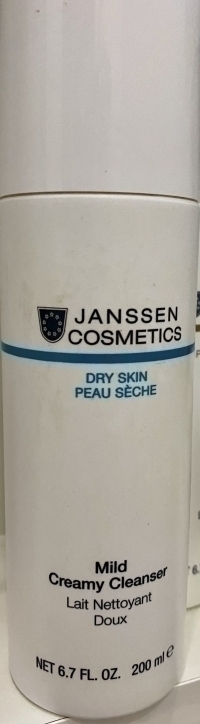 JANSSEN
COSMETICS
DRY SKIN
PEAU SÈCHE
Mild
Creamy Cleanser
Lait Nettoyant
Doux
NET 6.7 FL. OZ. 200 ml e